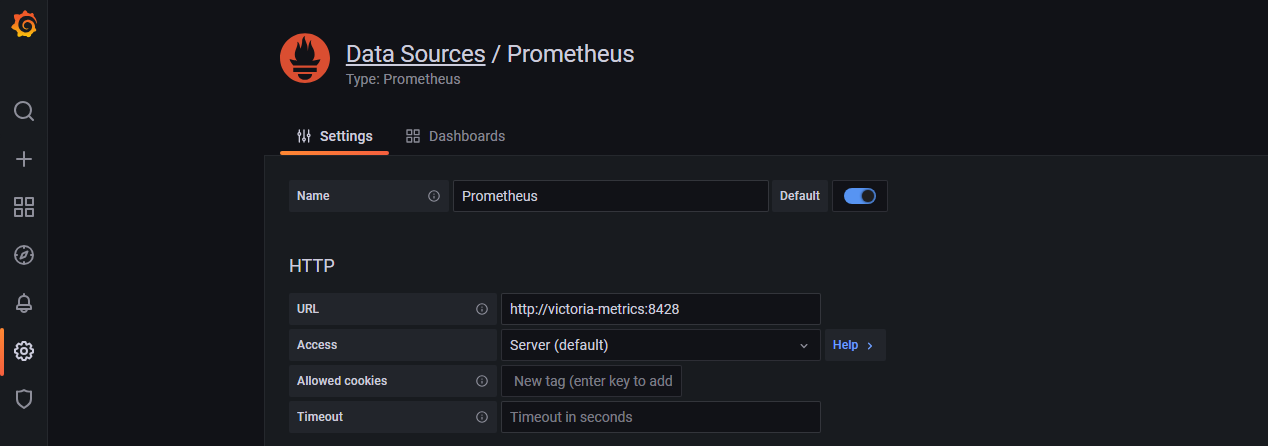 Data Sources / Prometheus
Type: Prometheus
Settings Dashboards
Name Prometheus Default
HTTP
URL http://victoria-metrics:8428
Access Server (default) Help
Allowed cookies New tag (enter key to add
Timeout Timeout in seconds